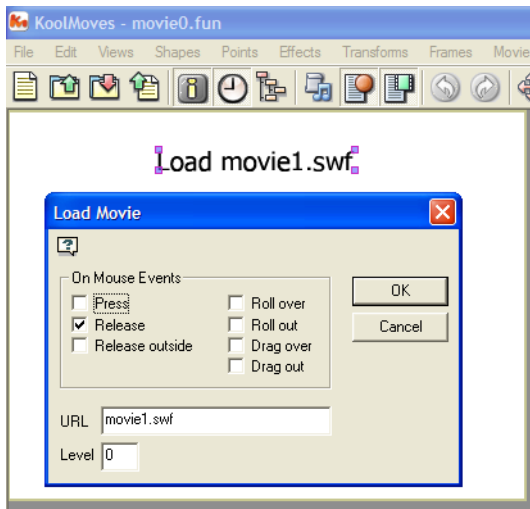 KoolMoves - movie0.fun
File Edit Views Shapes Points Effects Transforms Frames Movie
Load movie1.swf
Load Movie
On Mouse Events
Press Roll over
Release Roll out
Release outside Drag over
Drag out
OK
Cancel
URL movie1.swf
Level 0